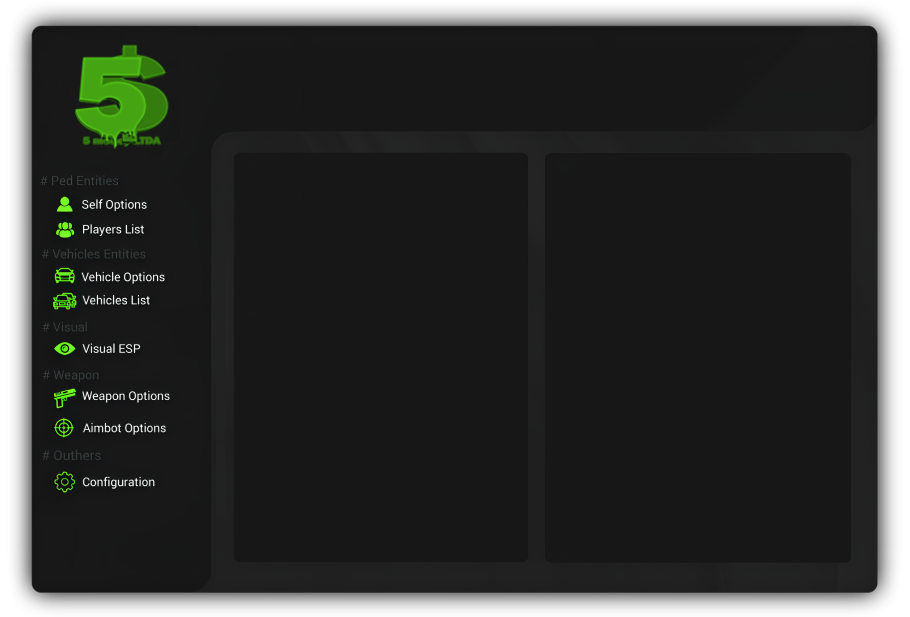 5$
5 money LTDA
# Ped Entities
Self Options
Players List
# Vehicles Entities
Vehicle Options
Vehicles List
# Visual
Visual ESP
# Weapon
Weapon Options
Aimbot Options
# Outhers
Configuration